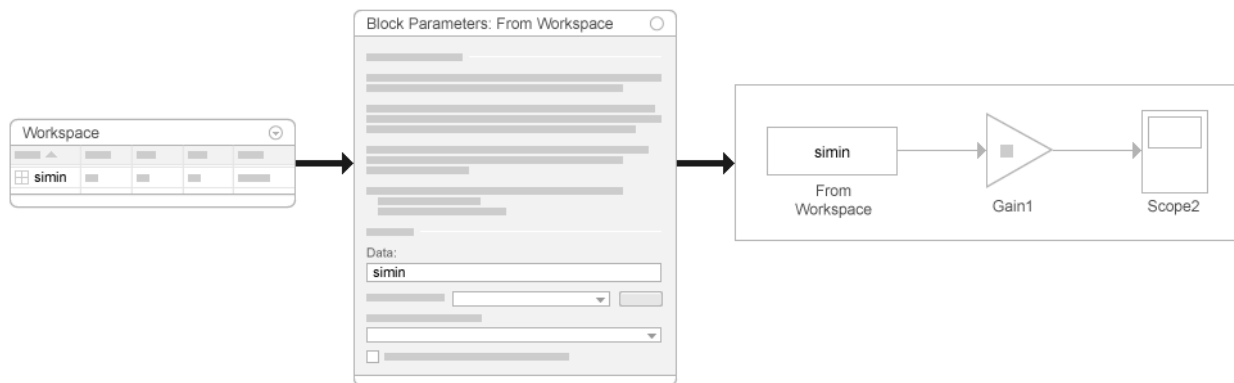 Workspace
simin
Block Parameters: From Workspace
Data:
simin
simin
From
Workspace
Gain1
Scope2